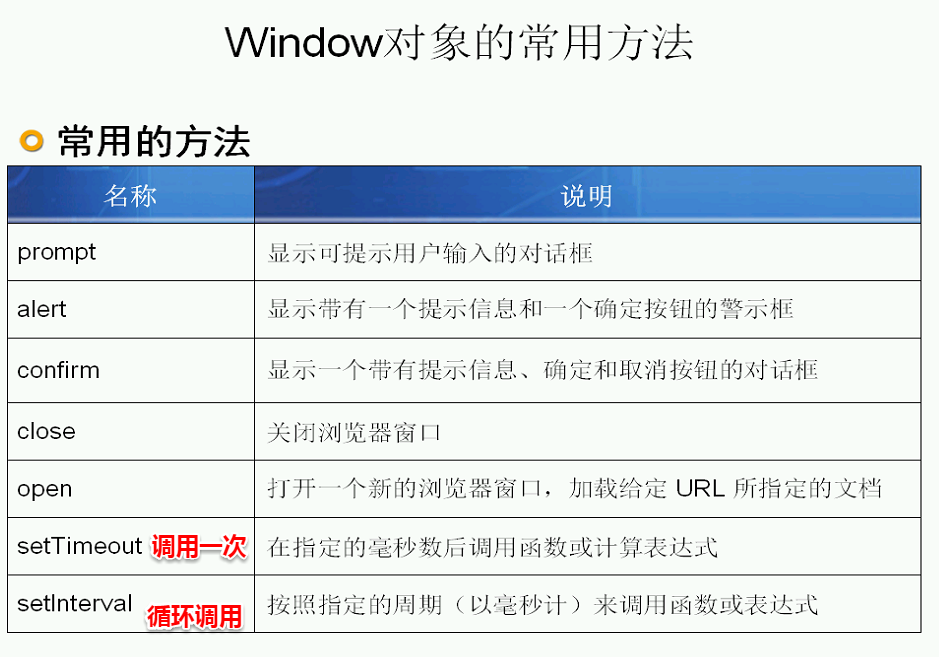 Window对象的常用方法
常用的方法
名称 说明
prompt 显示可提示用户输入的对话框
alert 显示带有一个提示信息和一个确定按钮的警示框
confirm 显示一个带有提示信息、确定和取消按钮的对话框
close 关闭浏览器窗口
open 打开一个新的浏览器窗口，加载给定 URL 所指定的文档
setTimeout 调用一次 在指定的毫秒数后调用函数或计算表达式
setInterval 循环调用 按照指定的周期（以毫秒计）来调用函数或表达式